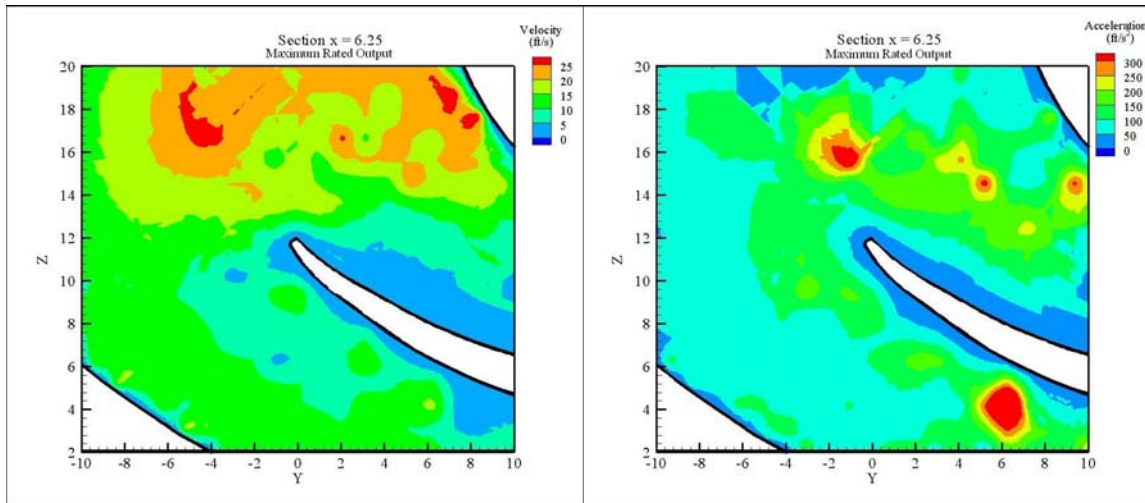 Section x = 6.25
Maximum Rated Output
Velocity
(ft/s)
25
20
15
10
5
0
20
18
16
14
12
10
8
6
4
2
Z
-10 -8 -6 -4 -2 0 2 4 6 8 10
Y
Section x = 6.25
Maximum Rated Output
Acceleration
(ft/s²)
300
250
200
150
100
50
0
20
18
16
14
12
10
8
6
4
2
Z
-10 -8 -6 -4 -2 0 2 4 6 8 10
Y